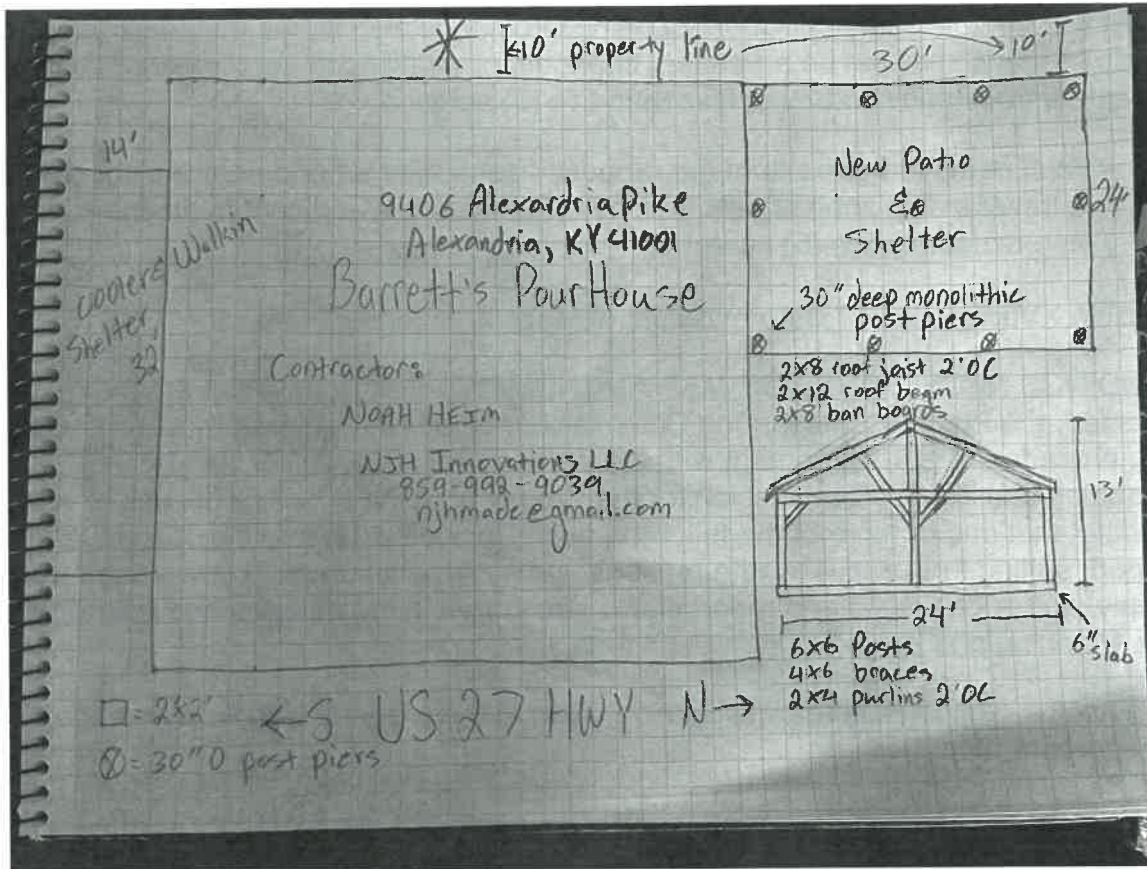 <10' property line 10'
30'
14'
Walkin
coolers &
Shelter
32'
9406 Alexardria Pike
Alexandria, KY 41001
Barrett's PourHouse
Contractor:
NOAH HEIM
NJH Innovations LLC
859-992-9039
njhmade@gmail.com
New Patio
&
Shelter
24'
30" deep monolithic
post piers
2x8 roof joist 2' OC
2x12 roof beam
2x8 ban boards
13'
24'
6" slab
6x6 Posts
4x6 braces
2x4 purlins 2' OC
□ = 2x2' ← S US 27 HWY N →
⊗ = 30" D post piers